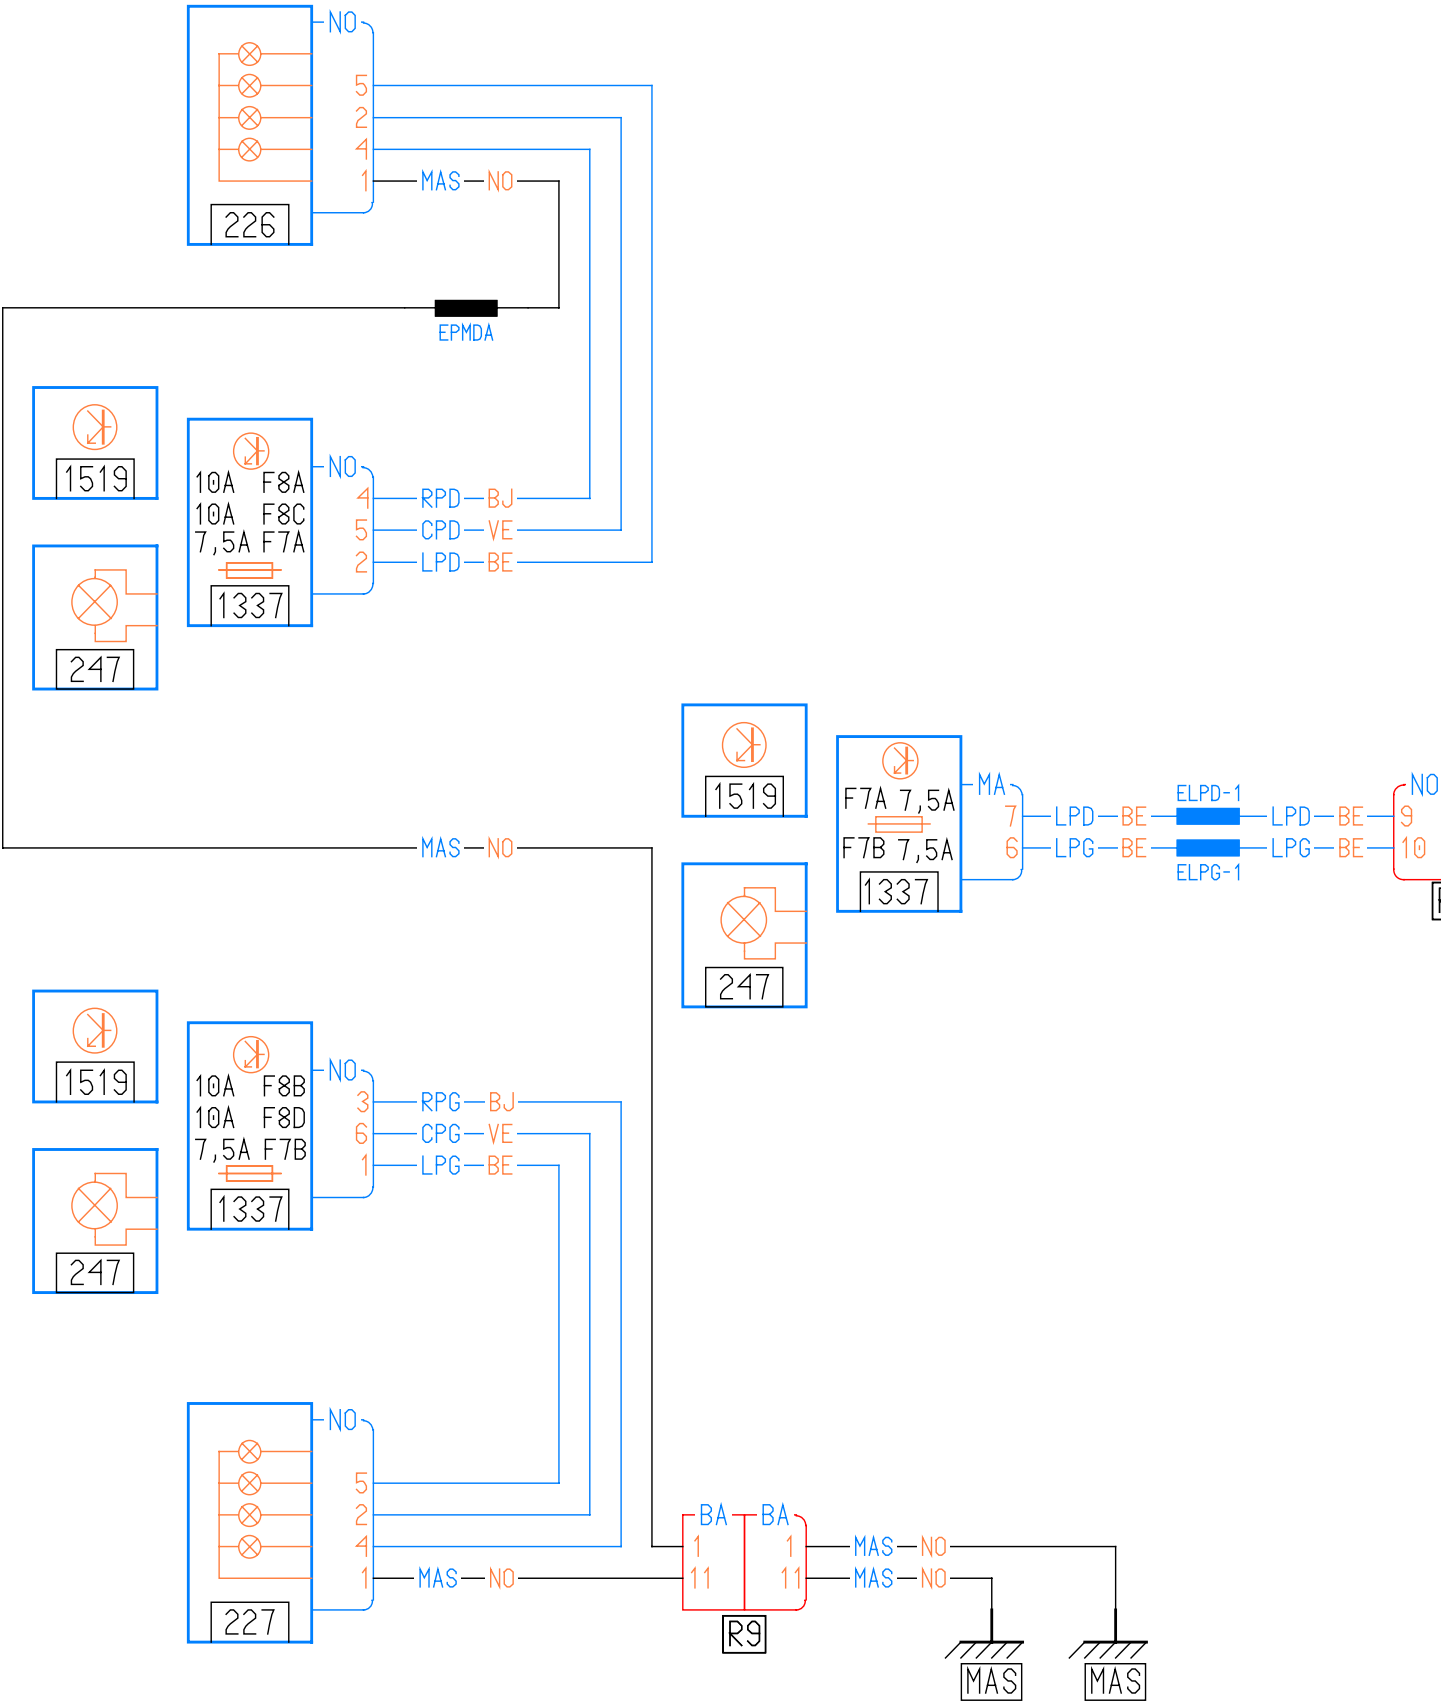 NO
5
2
4
1 MAS NO
226
EPMDA
1519
NO
10A F8A
10A F8C
7,5A F7A
4 RPD BJ
5 CPD VE
2 LPD BE
1337
247
1519
MA
F7A 7,5A
F7B 7,5A
7 LPD BE ELPD-1 LPD BE 9
6 LPG BE ELPG-1 LPG BE 10
NO
1337
247
MAS NO
1519
NO
10A F8B
10A F8D
7,5A F7B
3 RPG BJ
6 CPG VE
1 LPG BE
1337
247
NO
5
2
4
1 MAS NO
227
BA BA
1 1 MAS NO
11 11 MAS NO
R9
MAS MAS